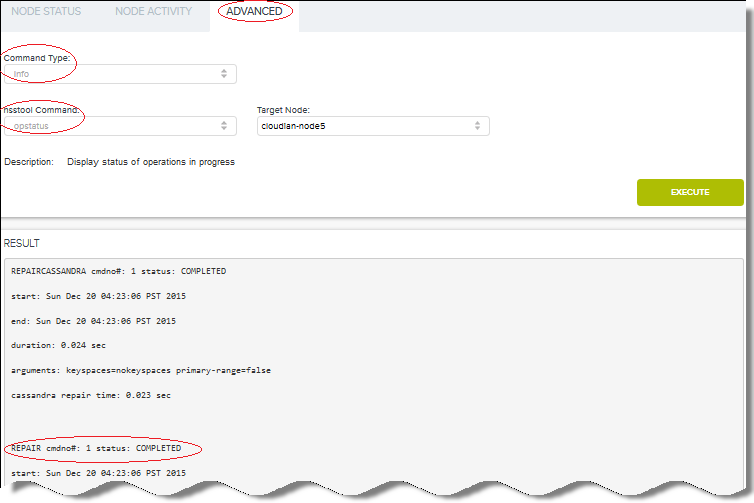 NODE STATUS NODE ACTIVITY ADVANCED
Command Type:
Info
hsstool Command: Target Node:
opstatus cloudian-node5
Description: Display status of operations in progress
EXECUTE
RESULT
REPAIRCASSANDRA cmdno#: 1 status: COMPLETED
start: Sun Dec 20 04:23:06 PST 2015
end: Sun Dec 20 04:23:06 PST 2015
duration: 0.024 sec
arguments: keyspaces=nokeyspaces primary-range=false
cassandra repair time: 0.023 sec
REPAIR cmdno#: 1 status: COMPLETED
start: Sun Dec 20 04:23:06 PST 2015